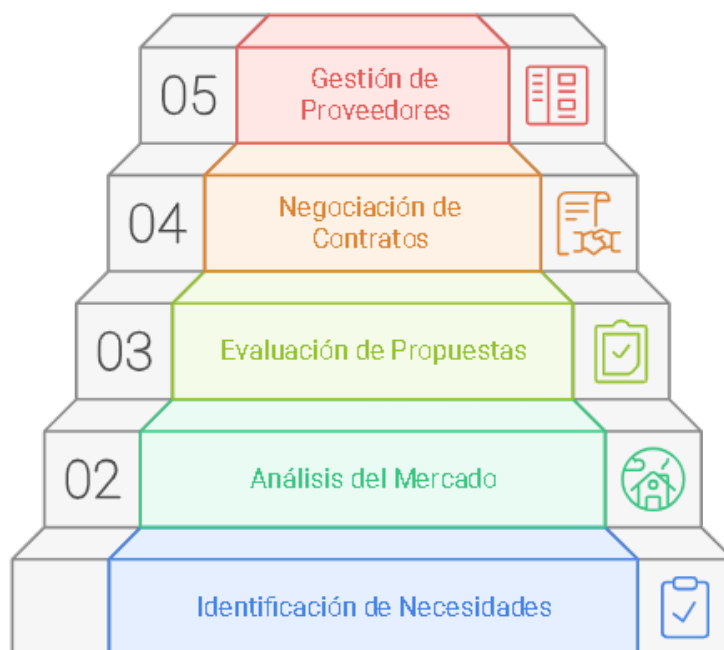 05
Gestión de
Proveedores
04
Negociación de
Contratos
03
Evaluación de Propuestas
02
Análisis del Mercado
Identificación de Necesidades